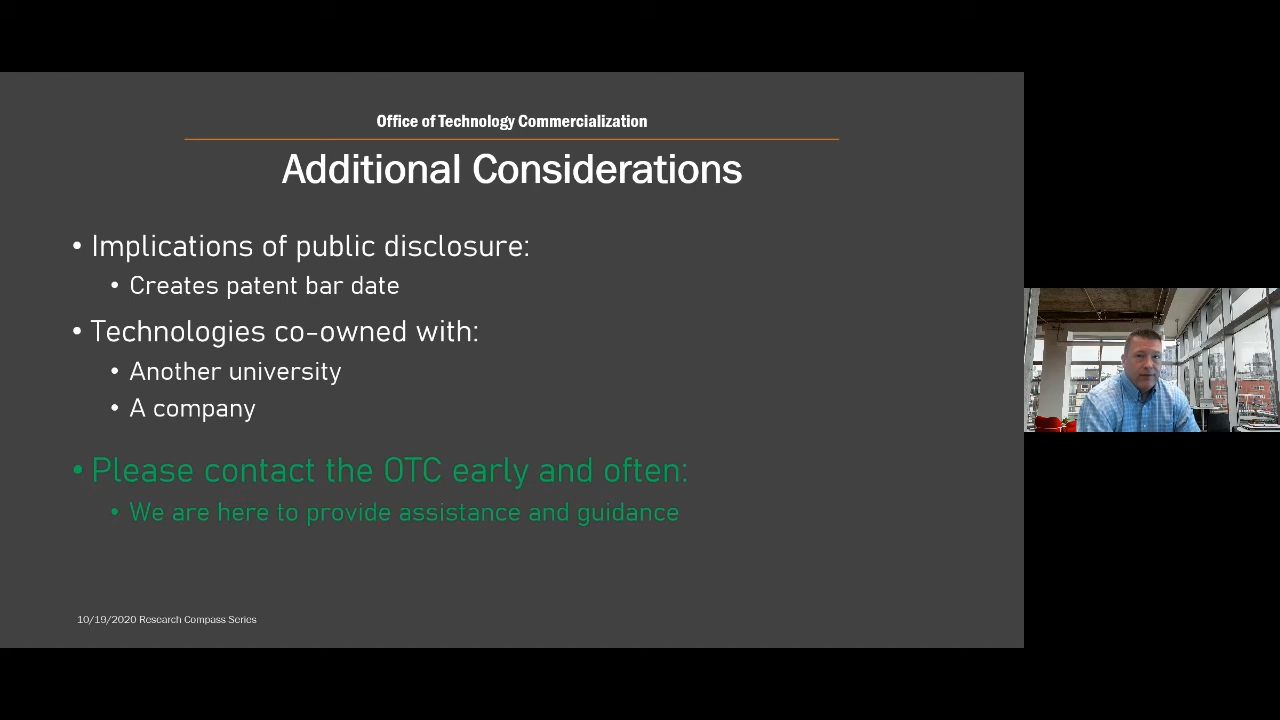 Office of Technology Commercialization
Additional Considerations
• Implications of public disclosure:
• Creates patent bar date
• Technologies co-owned with:
• Another university
• A company
• Please contact the OTC early and often:
• We are here to provide assistance and guidance
10/19/2020 Research Compass Series